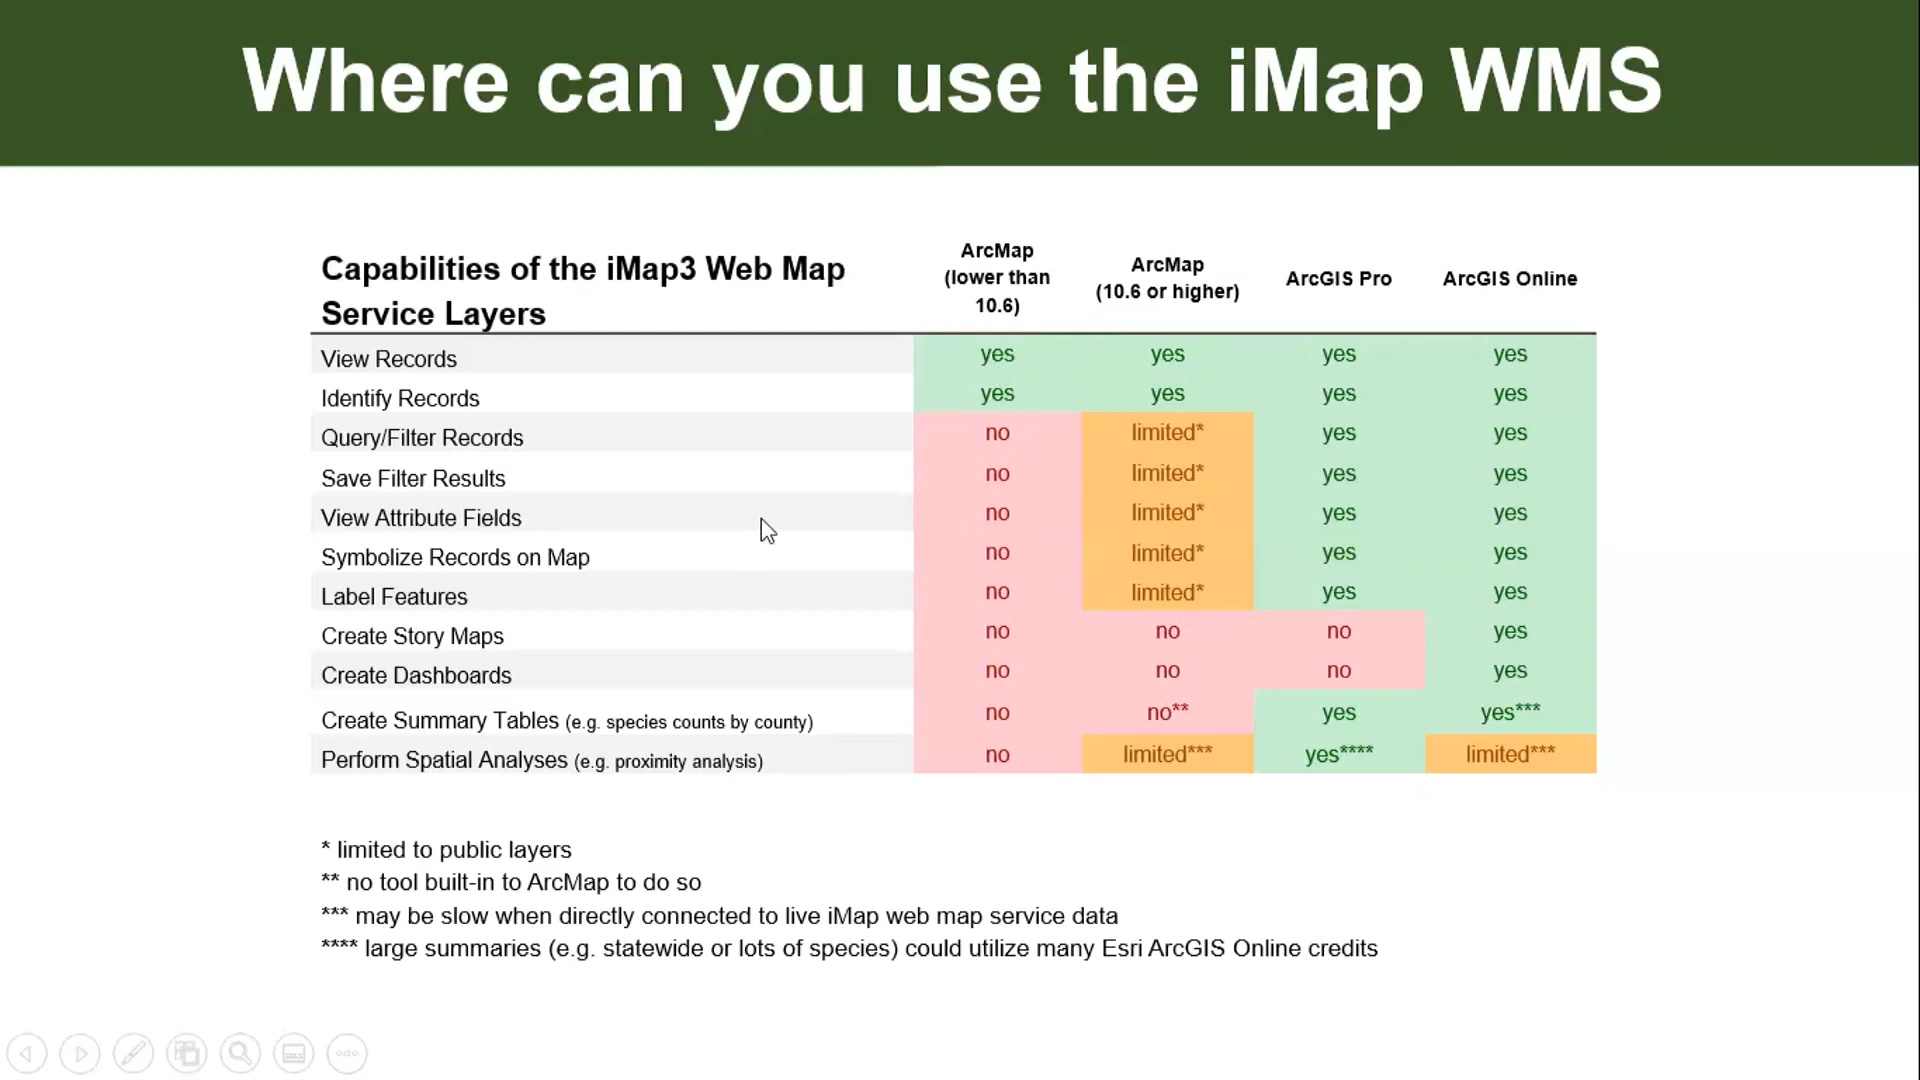 Where can you use the iMap WMS
Capabilities of the iMap3 Web Map
Service Layers
ArcMap
(lower than
10.6)
ArcMap
(10.6 or higher)
ArcGIS Pro
ArcGIS Online
View Records yes yes yes yes
Identify Records yes yes yes yes
Query/Filter Records no limited* yes yes
Save Filter Results no limited* yes yes
View Attribute Fields no limited* yes yes
Symbolize Records on Map no limited* yes yes
Label Features no limited* yes yes
Create Story Maps no no no yes
Create Dashboards no no no yes
Create Summary Tables (e.g. species counts by county) no no** yes yes***
Perform Spatial Analyses (e.g. proximity analysis) no limited*** yes**** limited***
* limited to public layers
** no tool built-in to ArcMap to do so
*** may be slow when directly connected to live iMap web map service data
**** large summaries (e.g. statewide or lots of species) could utilize many Esri ArcGIS Online credits